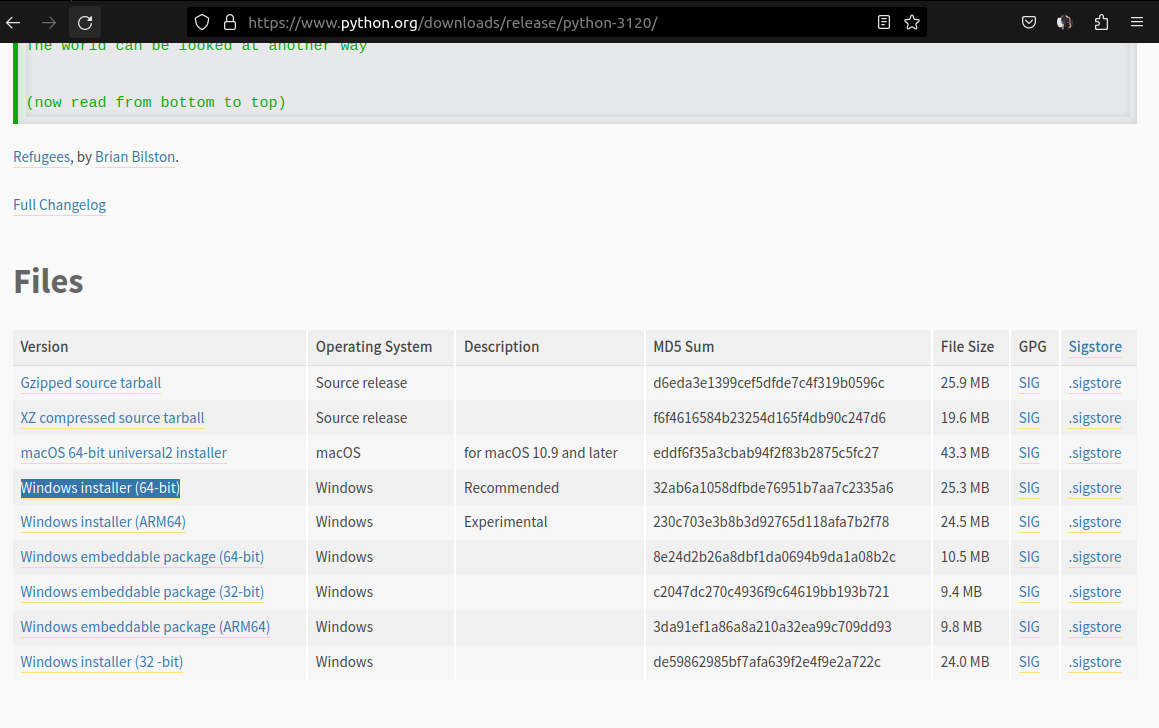 https://www.python.org/downloads/release/python-3120/
The world can be looked at another way
(now read from bottom to top)
Refugees, by Brian Bilston.
Full Changelog
Files
Version Operating System Description MD5 Sum File Size GPG Sigstore
Gzipped source tarball Source release d6eda3e1399cef5dfde7c4f319b0596c 25.9 MB SIG .sigstore
XZ compressed source tarball Source release f6f4616584b23254d165f4db90c247d6 19.6 MB SIG .sigstore
macOS 64-bit universal2 installer macOS for macOS 10.9 and later eddf6f35a3cbab94f2f83b2875c5fc27 43.3 MB SIG .sigstore
Windows installer (64-bit) Windows Recommended 32ab6a1058dfbde76951b7aa7c2335a6 25.3 MB SIG .sigstore
Windows installer (ARM64) Windows Experimental 230c703e3b8b3d92765d118afa7b2f78 24.5 MB SIG .sigstore
Windows embeddable package (64-bit) Windows 8e24d2b26a8dbf1da0694b9da1a08b2c 10.5 MB SIG .sigstore
Windows embeddable package (32-bit) Windows c2047dc270c4936f9c64619bb193b721 9.4 MB SIG .sigstore
Windows embeddable package (ARM64) Windows 3da91ef1a86a8a210a32ea99c709dd93 9.8 MB SIG .sigstore
Windows installer (32 -bit) Windows de59862985bf7afa639f2e4f9e2a722c 24.0 MB SIG .sigstore